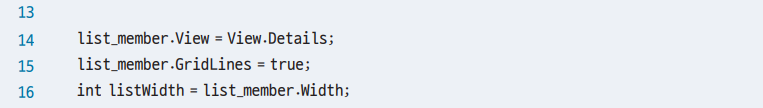 13
14 list_member.View = View.Details;
15 list_member.GridLines = true;
16 int listWidth = list_member.Width;